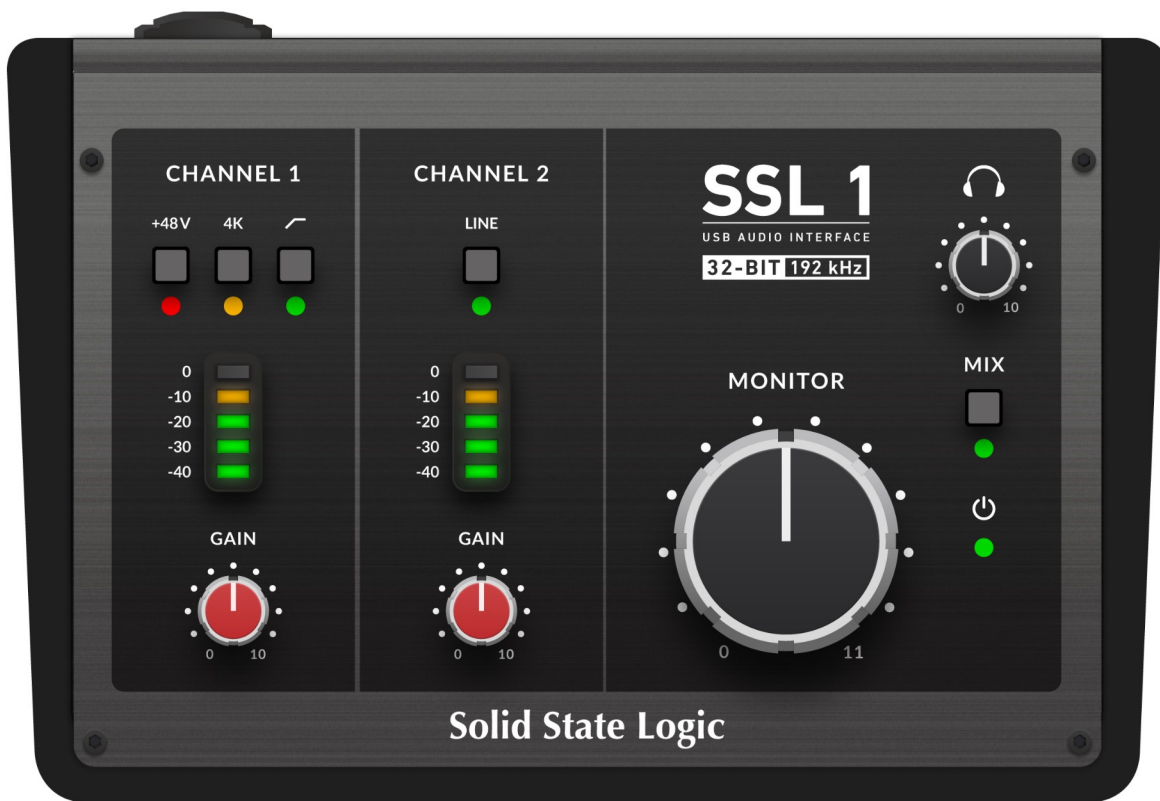 CHANNEL 1
+48V 4K
0
-10
-20
-30
-40
GAIN
0 10
CHANNEL 2
LINE
0
-10
-20
-30
-40
GAIN
0 10
SSL 1
USB AUDIO INTERFACE
32-BIT 192 kHz
0 10
MONITOR
0 11
MIX
Solid State Logic